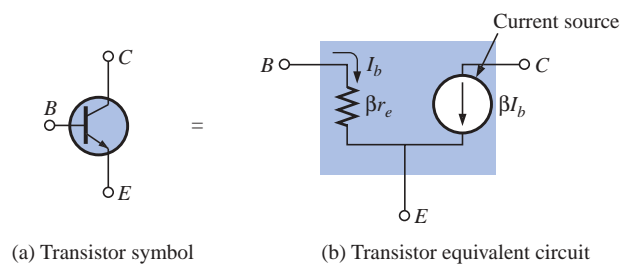 Current source
C
B
E
=
B
I_b
βr_e
βI_b
C
E
(a) Transistor symbol
(b) Transistor equivalent circuit